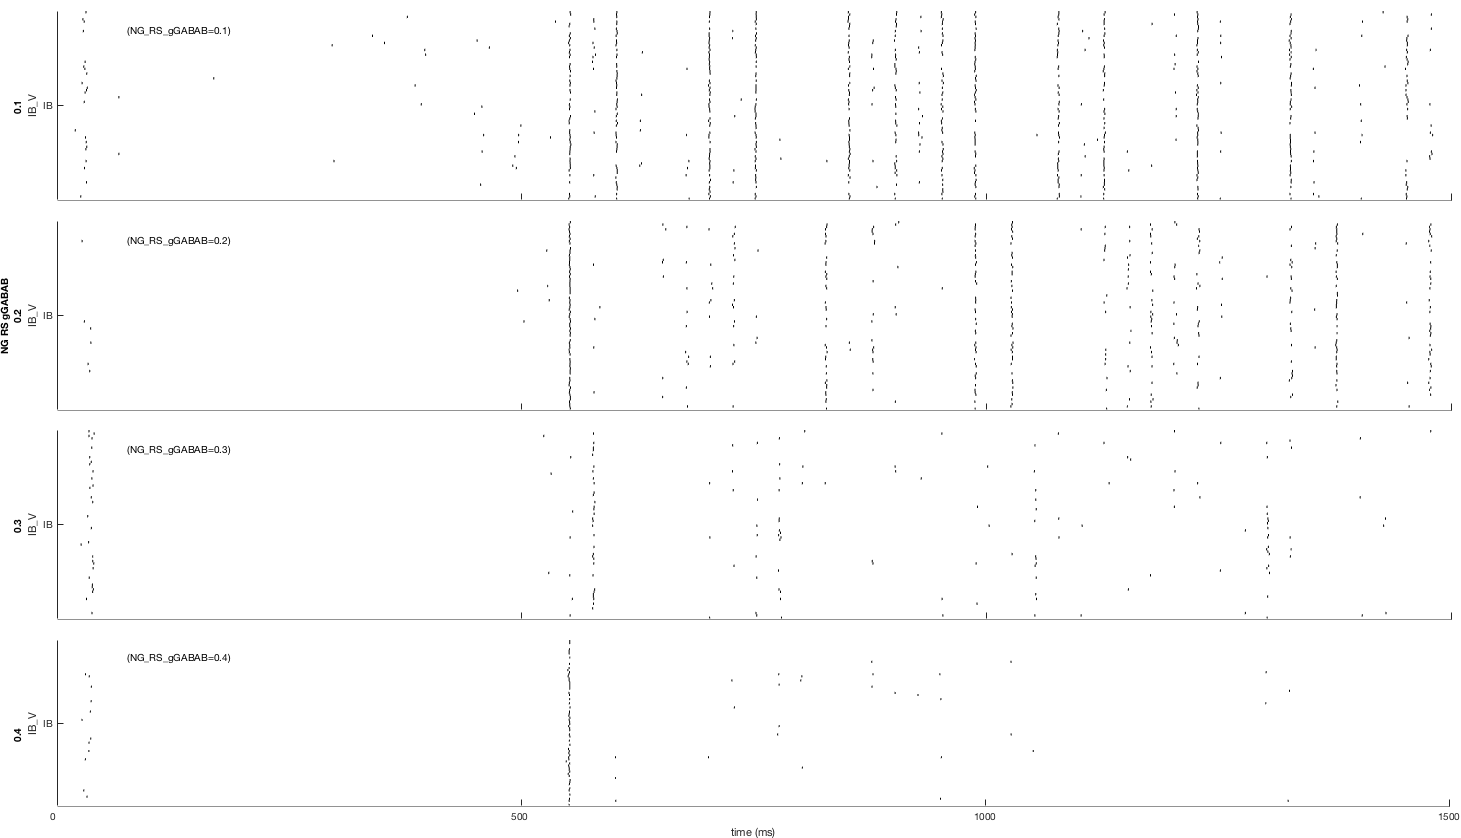 (NG_RS_gGABAB=0.1)
0.1
IB_V
IB
(NG_RS_gGABAB=0.2)
NG RS gGABAB
0.2
IB_V
IB
(NG_RS_gGABAB=0.3)
0.3
IB_V
IB
(NG_RS_gGABAB=0.4)
0.4
IB_V
IB
0 500 1000 1500
time (ms)